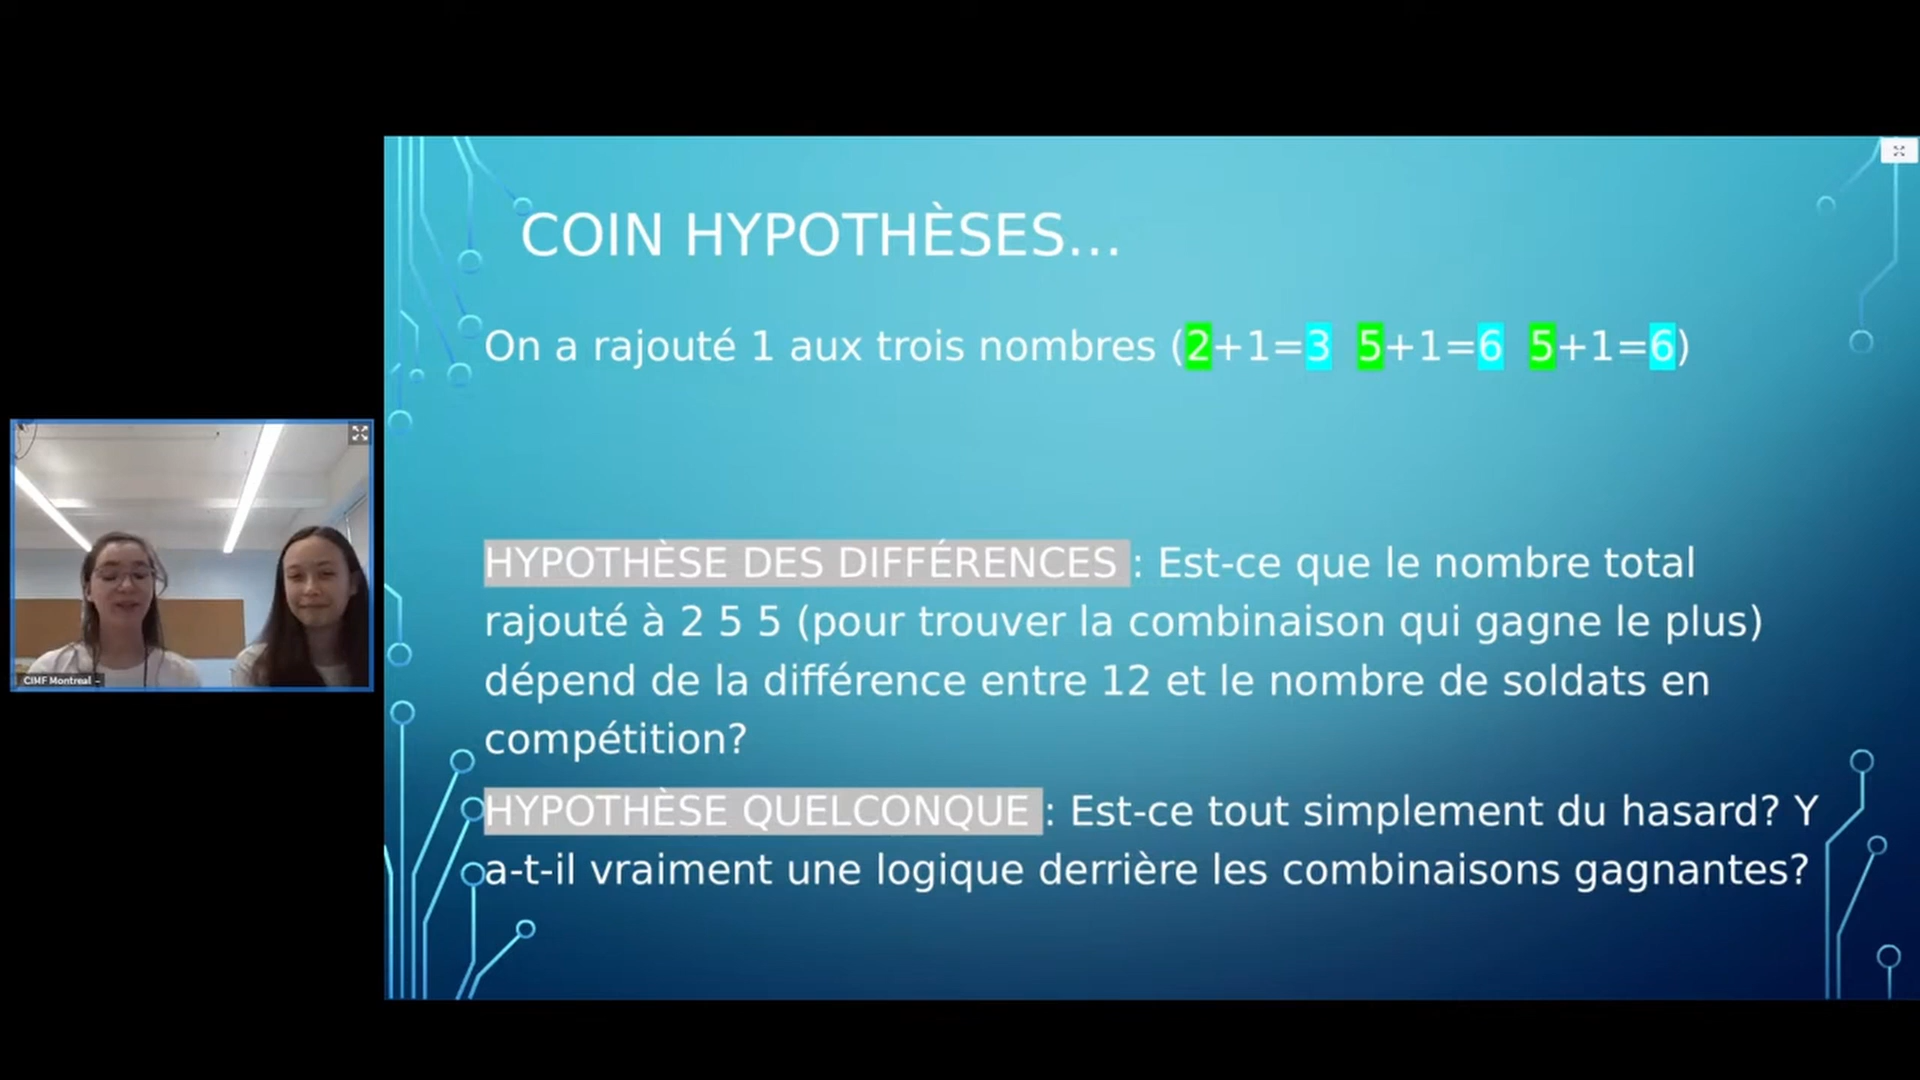 COIN HYPOTHÈSES...
On a rajouté 1 aux trois nombres (2+1=3 5+1=6 5+1=6)
HYPOTHÈSE DES DIFFÉRENCES : Est-ce que le nombre total
rajouté à 2 5 5 (pour trouver la combinaison qui gagne le plus)
dépend de la différence entre 12 et le nombre de soldats en
compétition?
HYPOTHÈSE QUELCONQUE : Est-ce tout simplement du hasard? Y
a-t-il vraiment une logique derrière les combinaisons gagnantes?
CIMF Montreal –